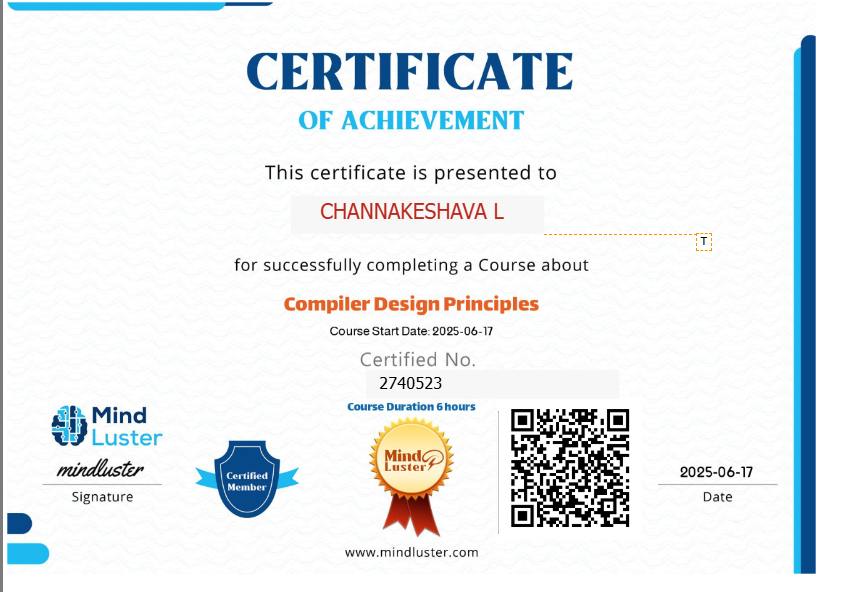 CERTIFICATE
OF ACHIEVEMENT
This certificate is presented to
CHANNAKESHAVA L
T
for successfully completing a Course about
Compiler Design Principles
Course Start Date: 2025-06-17
Certified No.
2740523
Course Duration 6 hours
Mind
Luster
mindluster
Signature
Certified
Member
Mind
Luster
2025-06-17
Date
www.mindluster.com